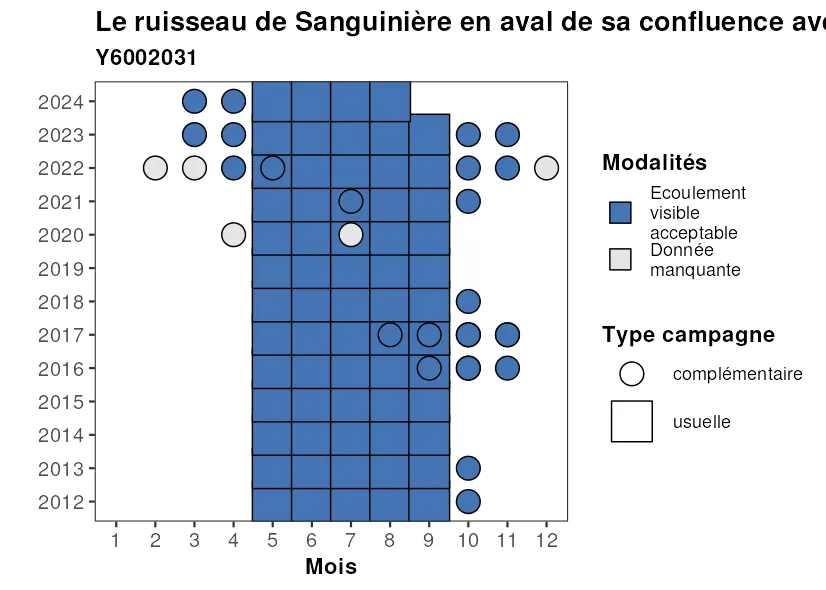 Le ruisseau de Sanguinière en aval de sa confluence ave
Y6002031
2024
2023
2022
2021
2020
2019
2018
2017
2016
2015
2014
2013
2012
1 2 3 4 5 6 7 8 9 10 11 12
Mois
Modalités
Ecoulement
visible
acceptable
Donnée
manquante
Type campagne
complémentaire
usuelle